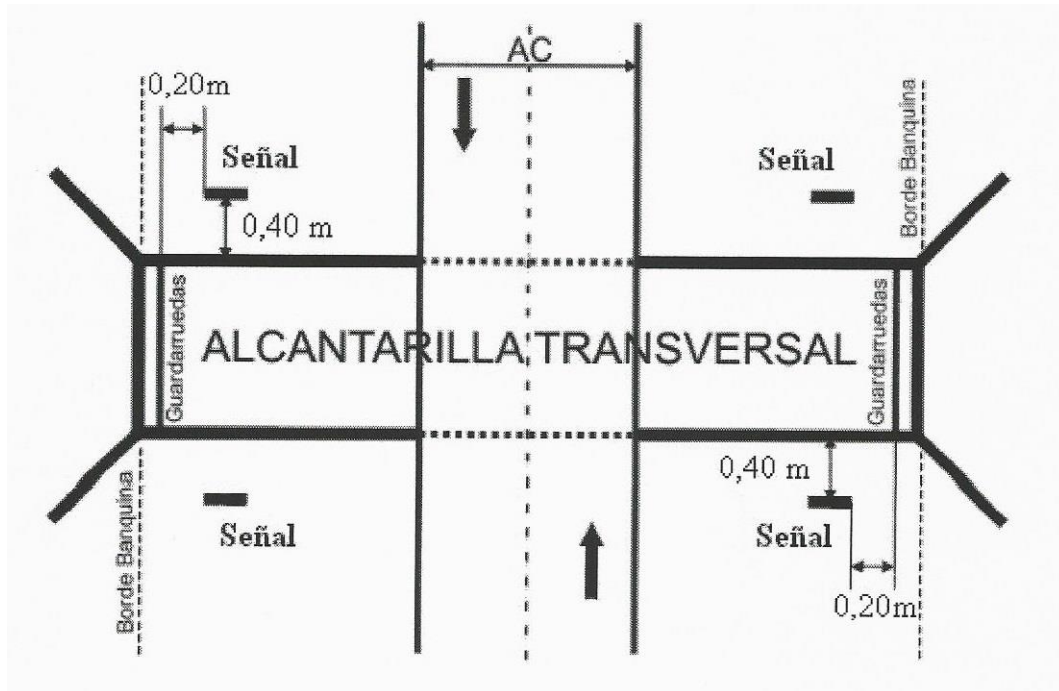 AC
0,20m
Señal
Señal
Borde Banquina
0,40 m
Guardarruedas
ALCANTARILLA TRANSVERSAL
Guardarruedas
0,40 m
Borde Banquina
Señal
Señal
0,20m